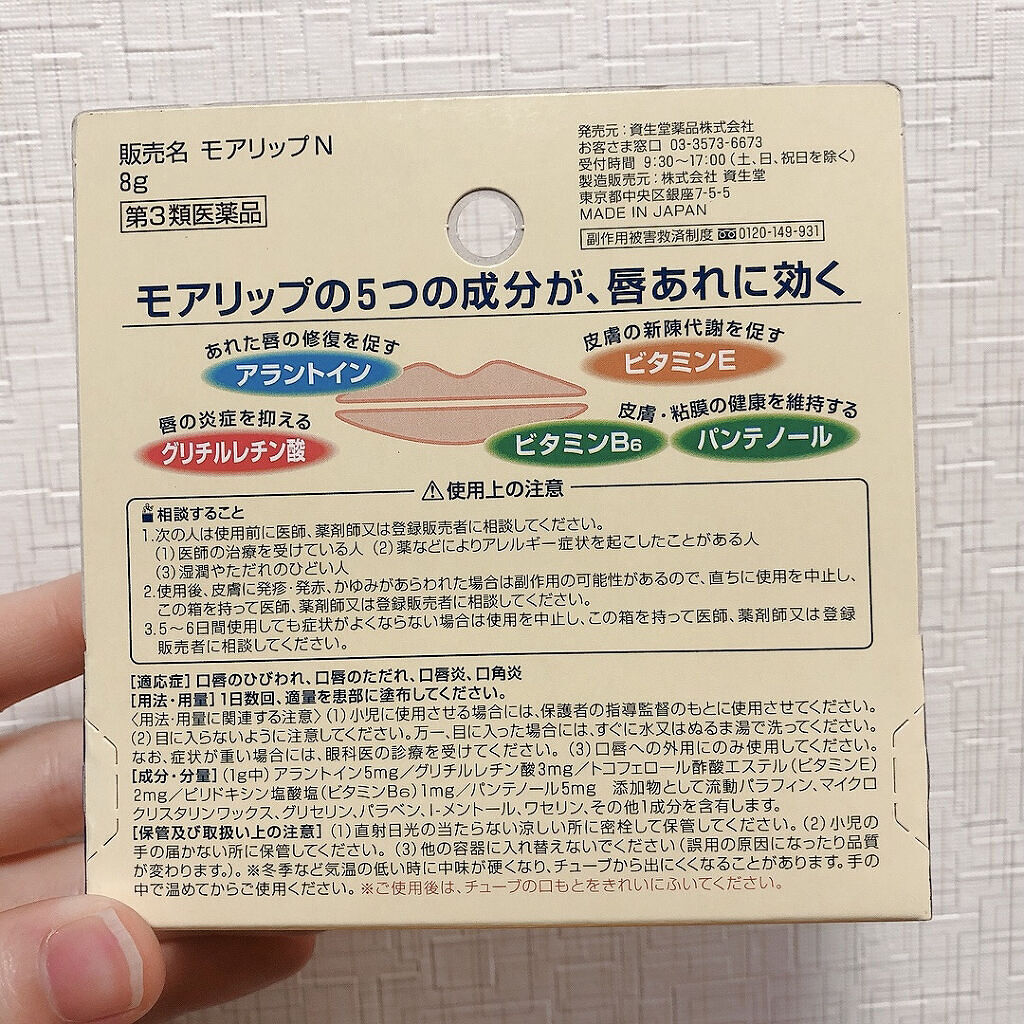 販売名 モアリップN
8g
第3類医薬品
発売元:資生堂薬品株式会社
お客さま窓口 03-3573-6673
受付時間 9:30〜17:00(土、日、祝日を除く)
製造販売元:株式会社 資生堂
東京都中央区銀座7-5-5
MADE IN JAPAN
副作用被害救済制度 0120-149-931
モアリップの5つの成分が、唇あれに効く
あれた唇の修復を促す
アラントイン
皮膚の新陳代謝を促す
ビタミンE
唇の炎症を抑える
グリチルレチン酸
皮膚・粘膜の健康を維持する
ビタミンB6 パンテノール
⚠使用上の注意
相談すること
1.次の人は使用前に医師、薬剤師又は登録販売者に相談してください。
(1)医師の治療を受けている人 (2)薬などによりアレルギー症状を起こしたことがある人
(3)湿潤やただれのひどい人
2.使用後、皮膚に発疹・発赤、かゆみがあらわれた場合は副作用の可能性があるので、直ちに使用を中止し、
この箱を持って医師、薬剤師又は登録販売者に相談してください。
3.5〜6日間使用しても症状がよくならない場合は使用を中止し、この箱を持って医師、薬剤師又は登録
販売者に相談してください。
[適応症] 口唇のひびわれ、口唇のただれ、口唇炎、口角炎
[用法・用量] 1日数回、適量を患部に塗布してください。
〈用法・用量に関連する注意〉(1)小児に使用させる場合には、保護者の指導監督のもとに使用させてください。
(2)目に入らないように注意してください。万一、目に入った場合には、すぐに水又はぬるま湯で洗ってください。
なお、症状が重い場合には、眼科医の診療を受けてください。(3)口唇への外用にのみ使用してください。
[成分・分量] (1g中) アラントイン5mg/グリチルレチン酸3mg/トコフェロール酢酸エステル(ビタミンE)
2mg/ピリドキシン塩酸塩(ビタミンB6)1mg/パンテノール5mg 添加物として流動パラフィン、マイクロ
クリスタリンワックス、グリセリン、パラベン、l-メントール、ワセリン、その他1成分を含有します。
[保管及び取扱い上の注意] (1)直射日光の当たらない涼しい所に密栓して保管してください。(2)小児の
手の届かない所に保管してください。(3)他の容器に入れ替えないでください(誤用の原因になったり品質
が変わります。)。※冬季など気温の低い時に中味が硬くなり、チューブから出にくくなることがあります。手の
中で温めてからご使用ください。※ご使用後は、チューブの口もとをきれいにふいてください。